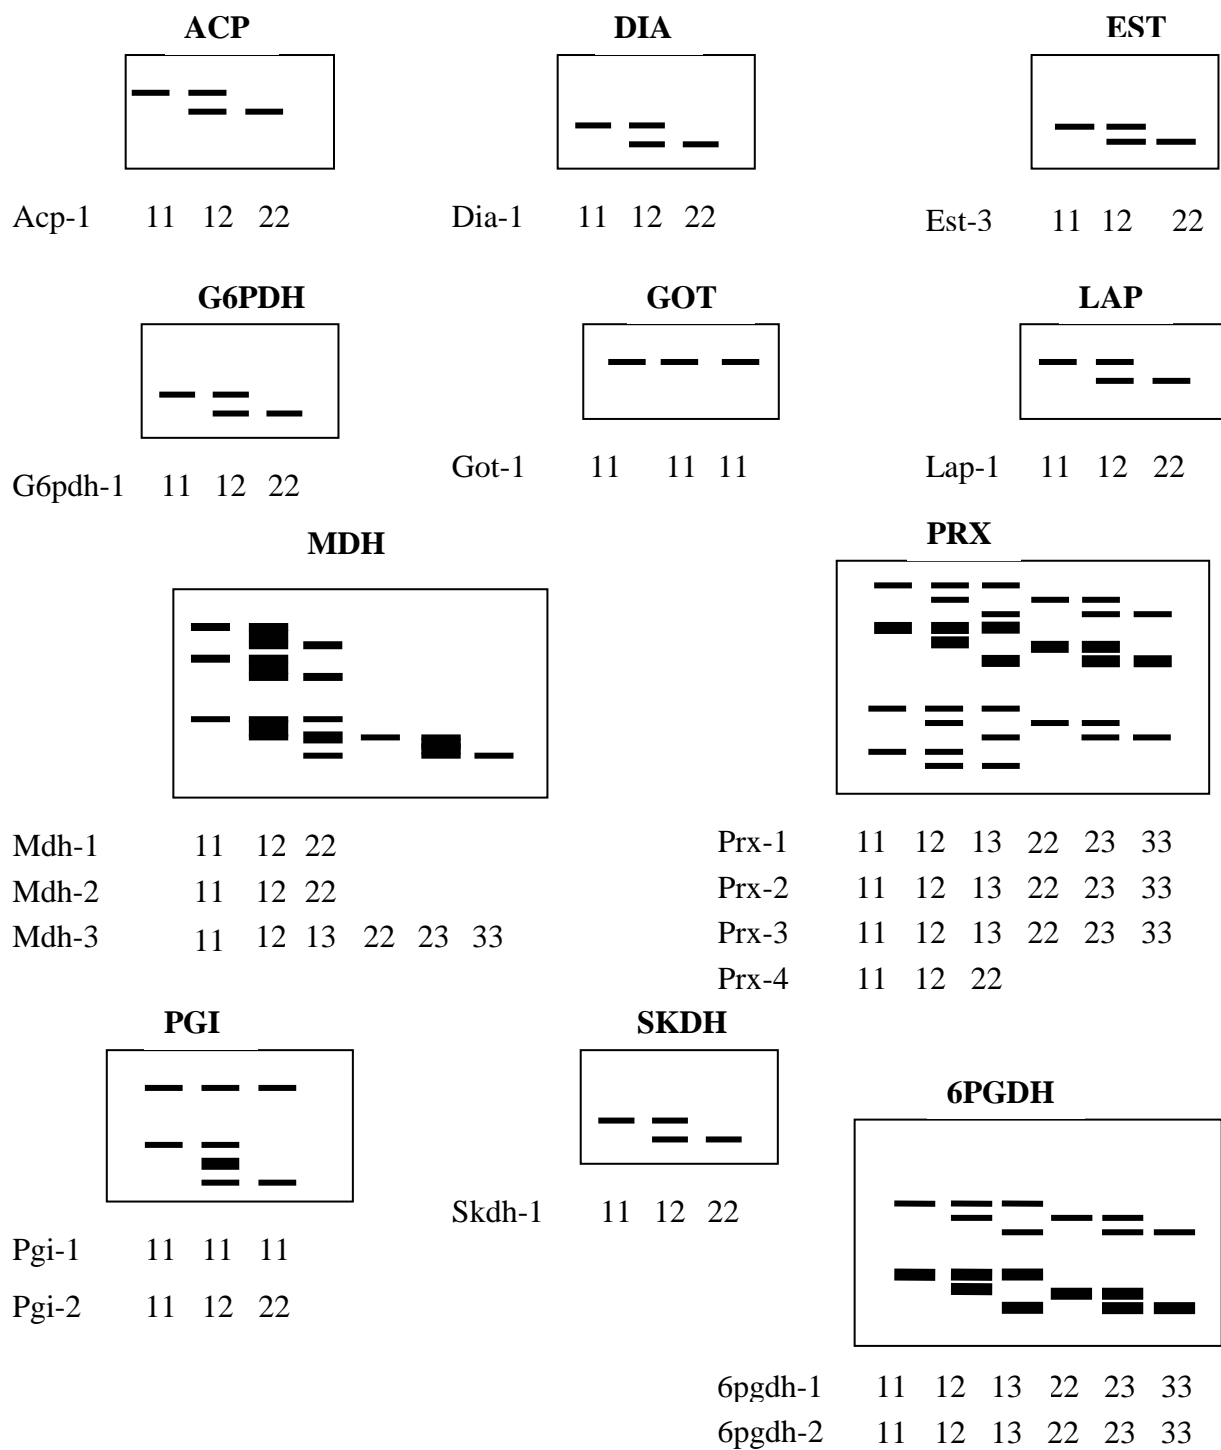 ACP DIA EST
Acp-1 11 12 22 Dia-1 11 12 22 Est-3 11 12 22
G6PDH GOT LAP
G6pdh-1 11 12 22 Got-1 11 11 11 Lap-1 11 12 22
MDH PRX
Mdh-1 11 12 22 Prx-1 11 12 13 22 23 33
Mdh-2 11 12 22 Prx-2 11 12 13 22 23 33
Mdh-3 11 12 13 22 23 33 Prx-3 11 12 13 22 23 33
Prx-4 11 12 22
PGI SKDH 6PGDH
Skdh-1 11 12 22
Pgi-1 11 11 11
Pgi-2 11 12 22
6pgdh-1 11 12 13 22 23 33
6pgdh-2 11 12 13 22 23 33